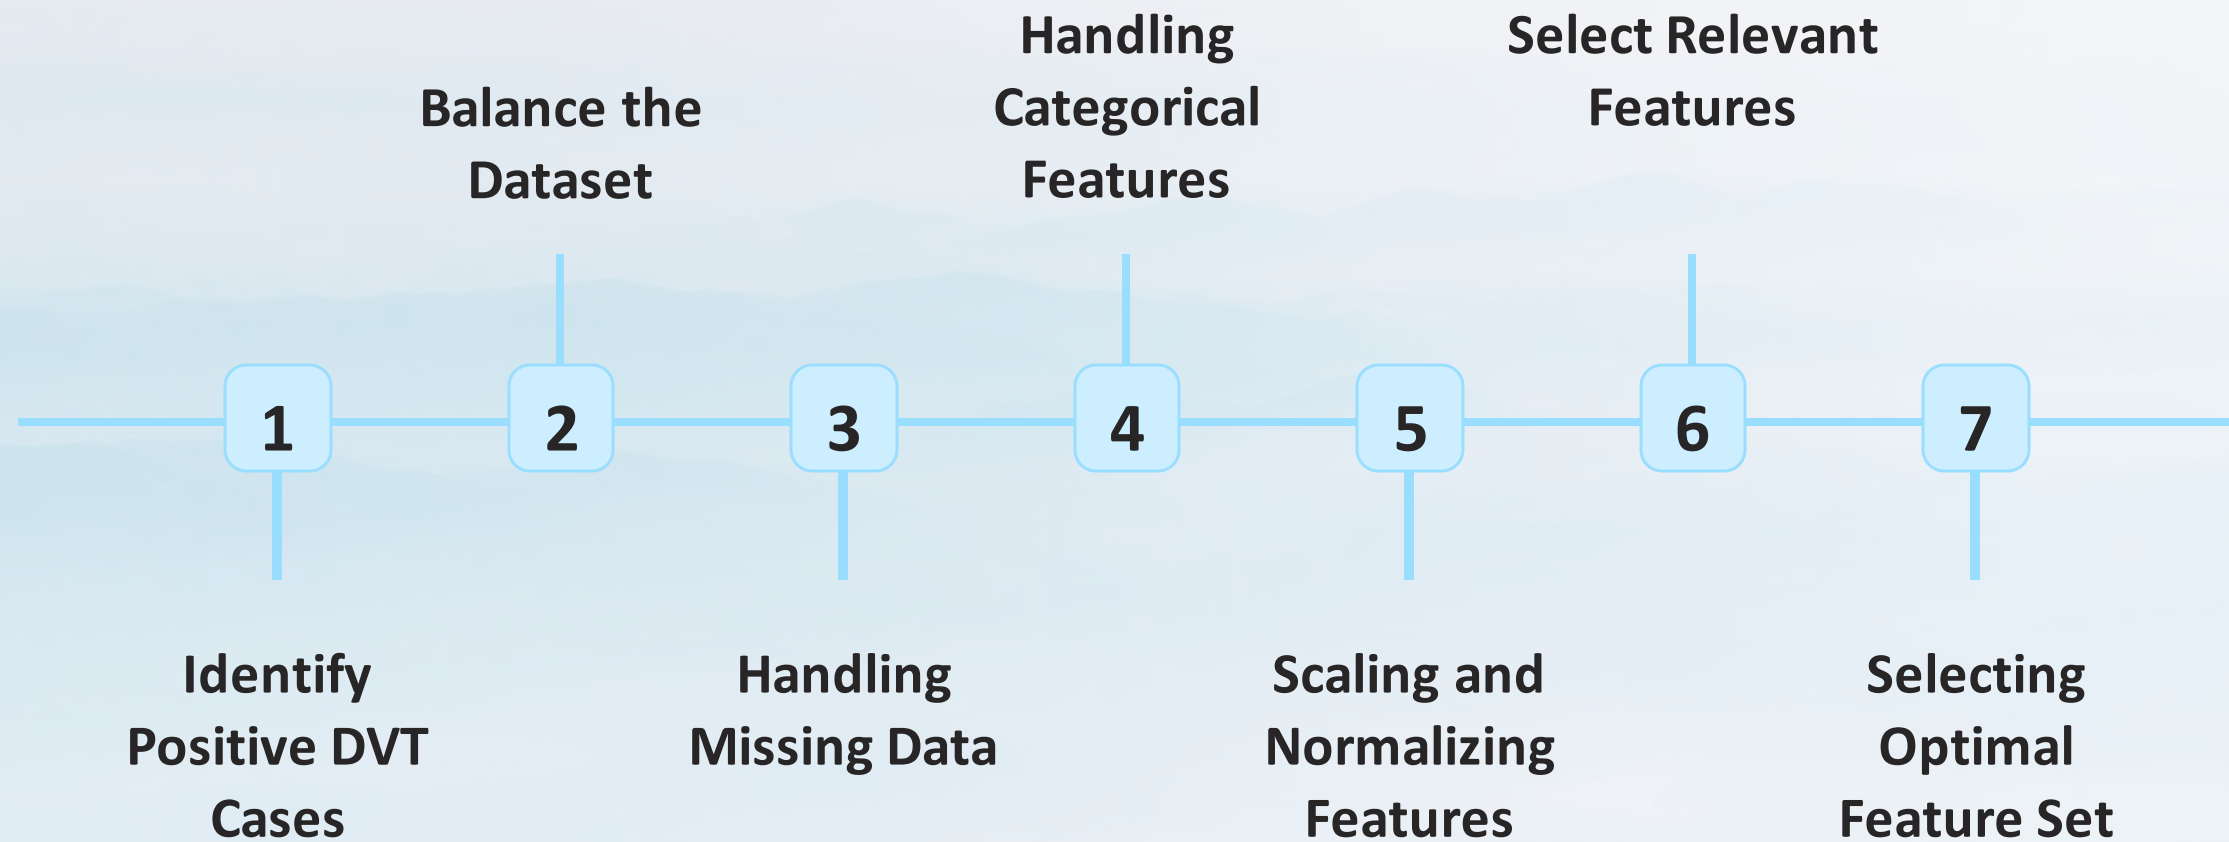 1
Identify
Positive DVT
Cases
2
Balance the
Dataset
3
Handling
Missing Data
4
Handling
Categorical
Features
5
Scaling and
Normalizing
Features
6
Select Relevant
Features
7
Selecting
Optimal
Feature Set